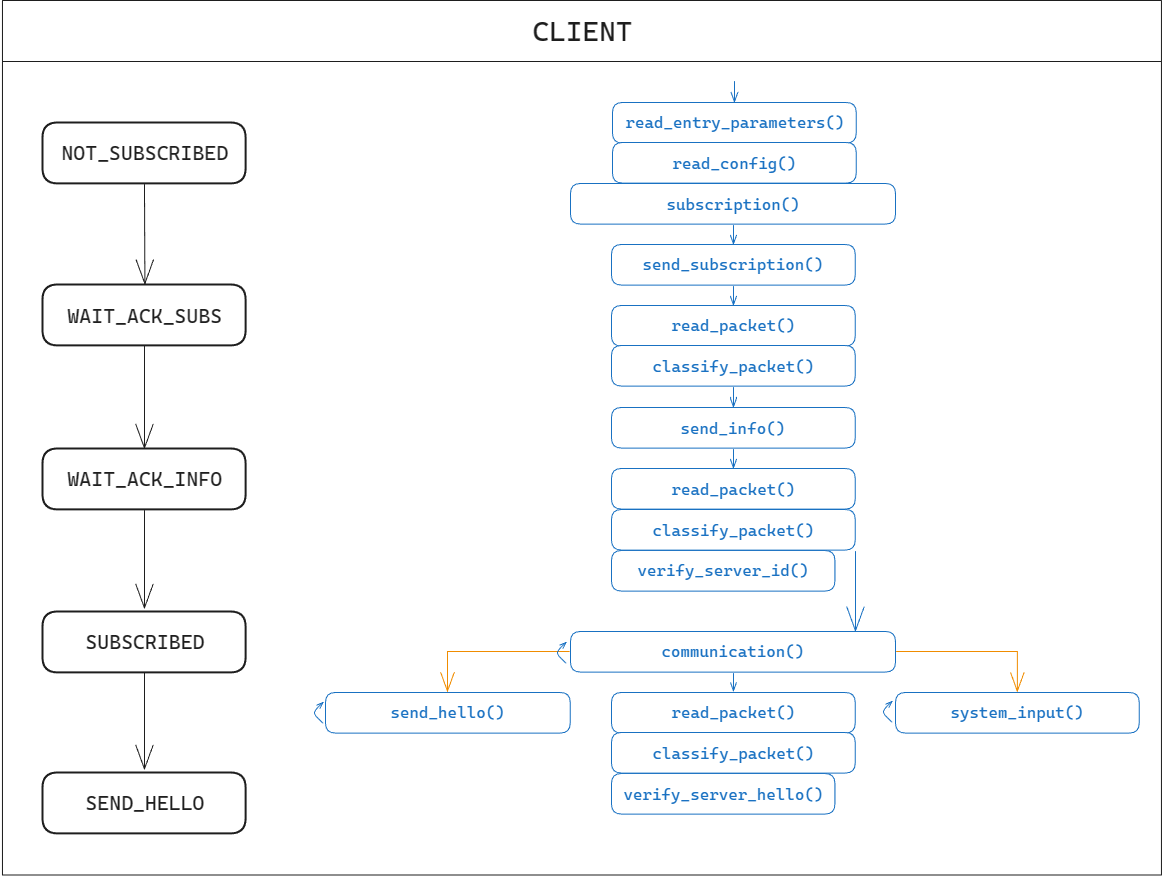 CLIENT
NOT_SUBSCRIBED
WAIT_ACK_SUBS
WAIT_ACK_INFO
SUBSCRIBED
SEND_HELLO
read_entry_parameters()
read_config()
subscription()
send_subscription()
read_packet()
classify_packet()
send_info()
read_packet()
classify_packet()
verify_server_id()
communication()
send_hello()
read_packet()
classify_packet()
verify_server_hello()
system_input()